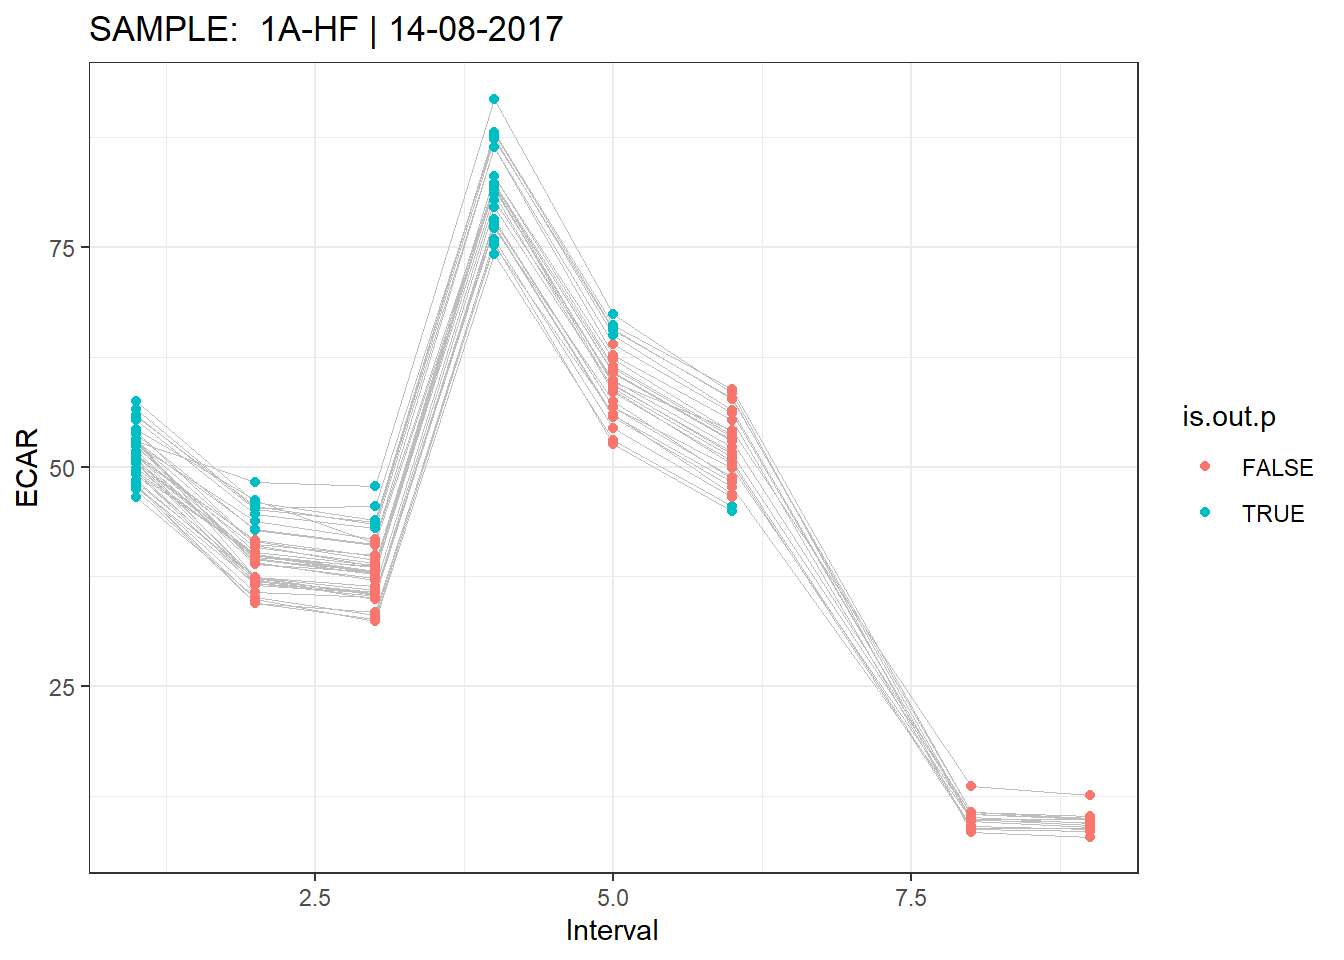 SAMPLE:  1A-HF | 14-08-2017
ECAR
75
50
25
2.5
5.0
7.5
Interval
is.out.p
FALSE
TRUE